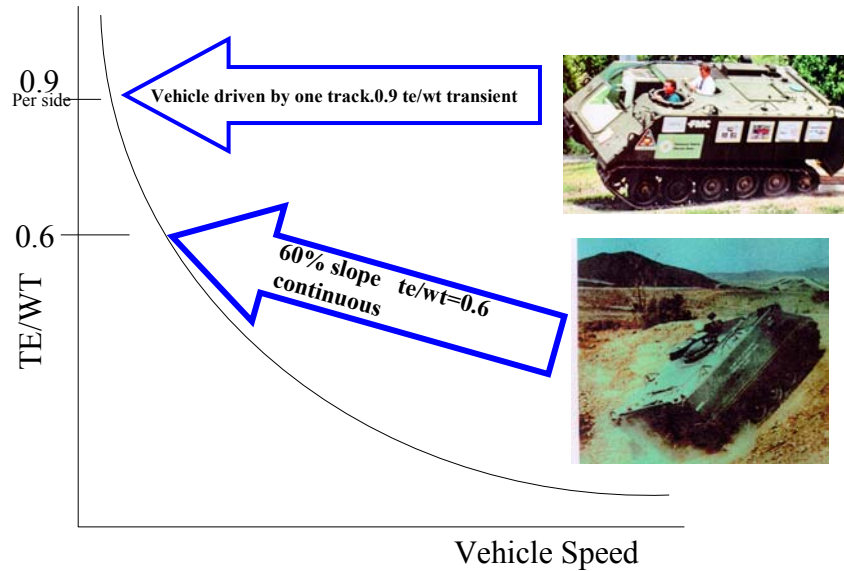 0.9
Per side
Vehicle driven by one track.0.9 te/wt transient
FMC
0.6
60% slope te/wt=0.6
continuous
TE/WT
Vehicle Speed